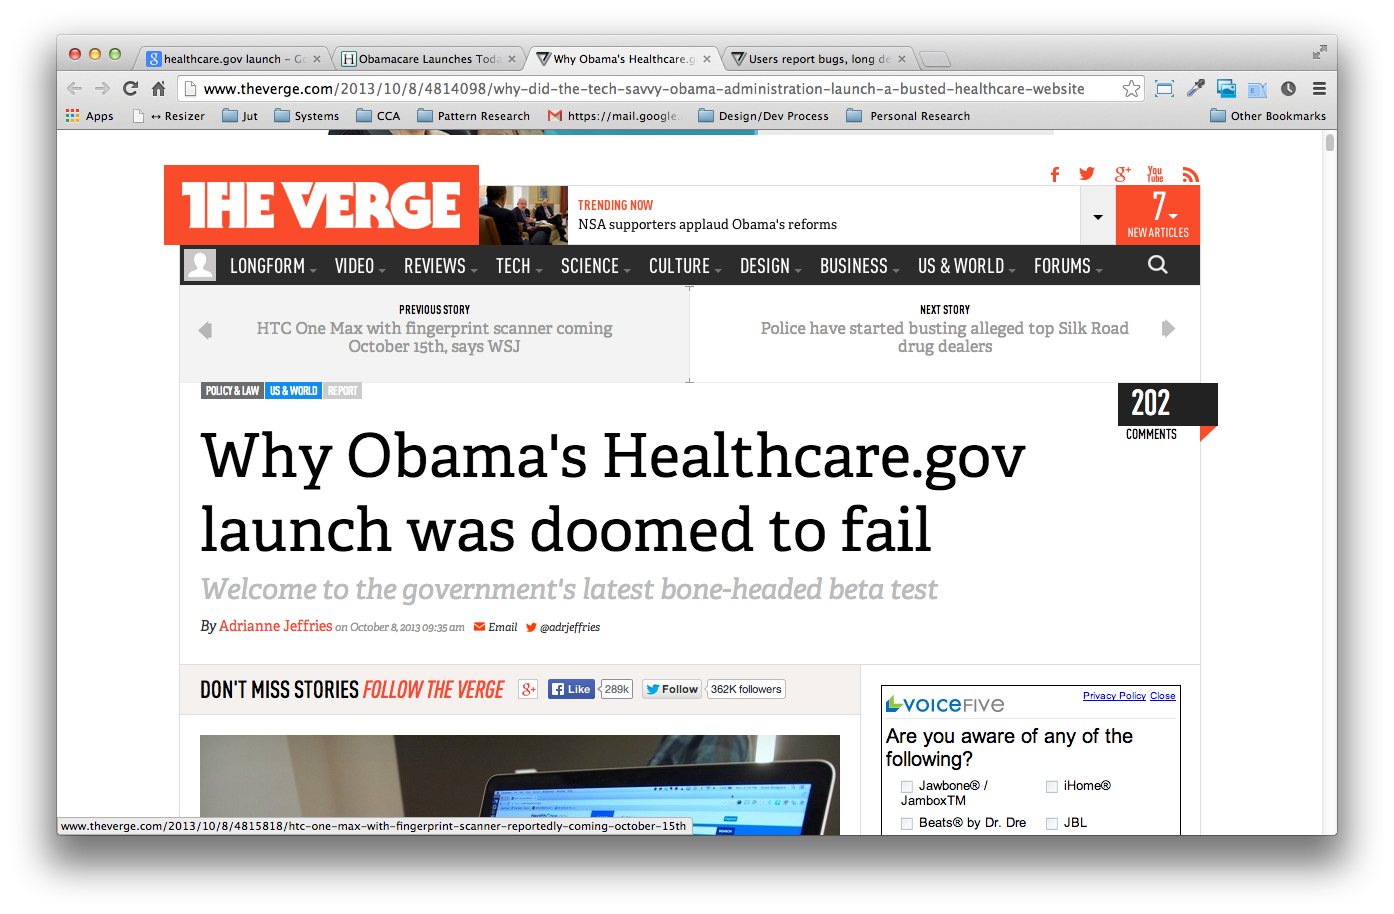 healthcare.gov launch – Go
Obamacare Launches Toda
Why Obama's Healthcare.g
Users report bugs, long de
www.theverge.com/2013/10/8/4814098/why-did-the-tech-savvy-obama-administration-launch-a-busted-healthcare-website
Apps
↔ Resizer
Jut
Systems
CCA
Pattern Research
https://mail.google.
Design/Dev Process
Personal Research
Other Bookmarks
THE VERGE
TRENDING NOW
NSA supporters applaud Obama's reforms
You
Tube
7
NEW ARTICLES
LONGFORM VIDEO REVIEWS TECH SCIENCE CULTURE DESIGN BUSINESS US & WORLD FORUMS
PREVIOUS STORY
HTC One Max with fingerprint scanner coming
October 15th, says WSJ
NEXT STORY
Police have started busting alleged top Silk Road
drug dealers
POLICY & LAW US & WORLD REPORT
202
COMMENTS
Why Obama's Healthcare.gov
launch was doomed to fail
Welcome to the government's latest bone-headed beta test
By Adrianne Jeffries on October 8, 2013 09:35 am Email @adrjeffries
DON'T MISS STORIES FOLLOW THE VERGE g+ Like 289k Follow 362K followers
VOICEFIVE
Privacy Policy Close
Are you aware of any of the
following?
Jawbone® /
JamboxTM
iHome®
Beats® by Dr. Dre
JBL
www.theverge.com/2013/10/8/4815818/htc-one-max-with-fingerprint-scanner-reportedly-coming-october-15th